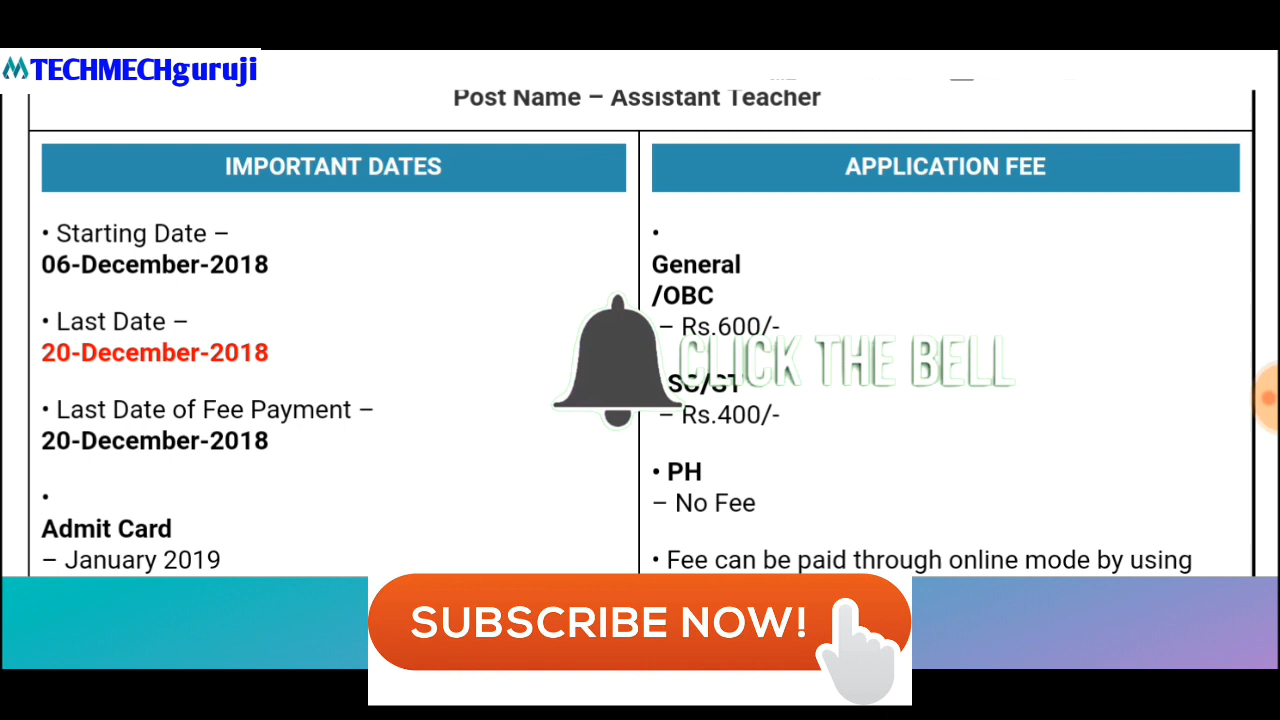 TECHMECHguruji
Post Name – Assistant Teacher
IMPORTANT DATES
• Starting Date –
06-December-2018
• Last Date –
20-December-2018
• Last Date of Fee Payment –
20-December-2018
•
Admit Card
– January 2019
APPLICATION FEE
•
General
/OBC
– Rs.600/-
SC/ST
– Rs.400/-
• PH
– No Fee
• Fee can be paid through online mode by using
CLICK THE BELL
SUBSCRIBE NOW!